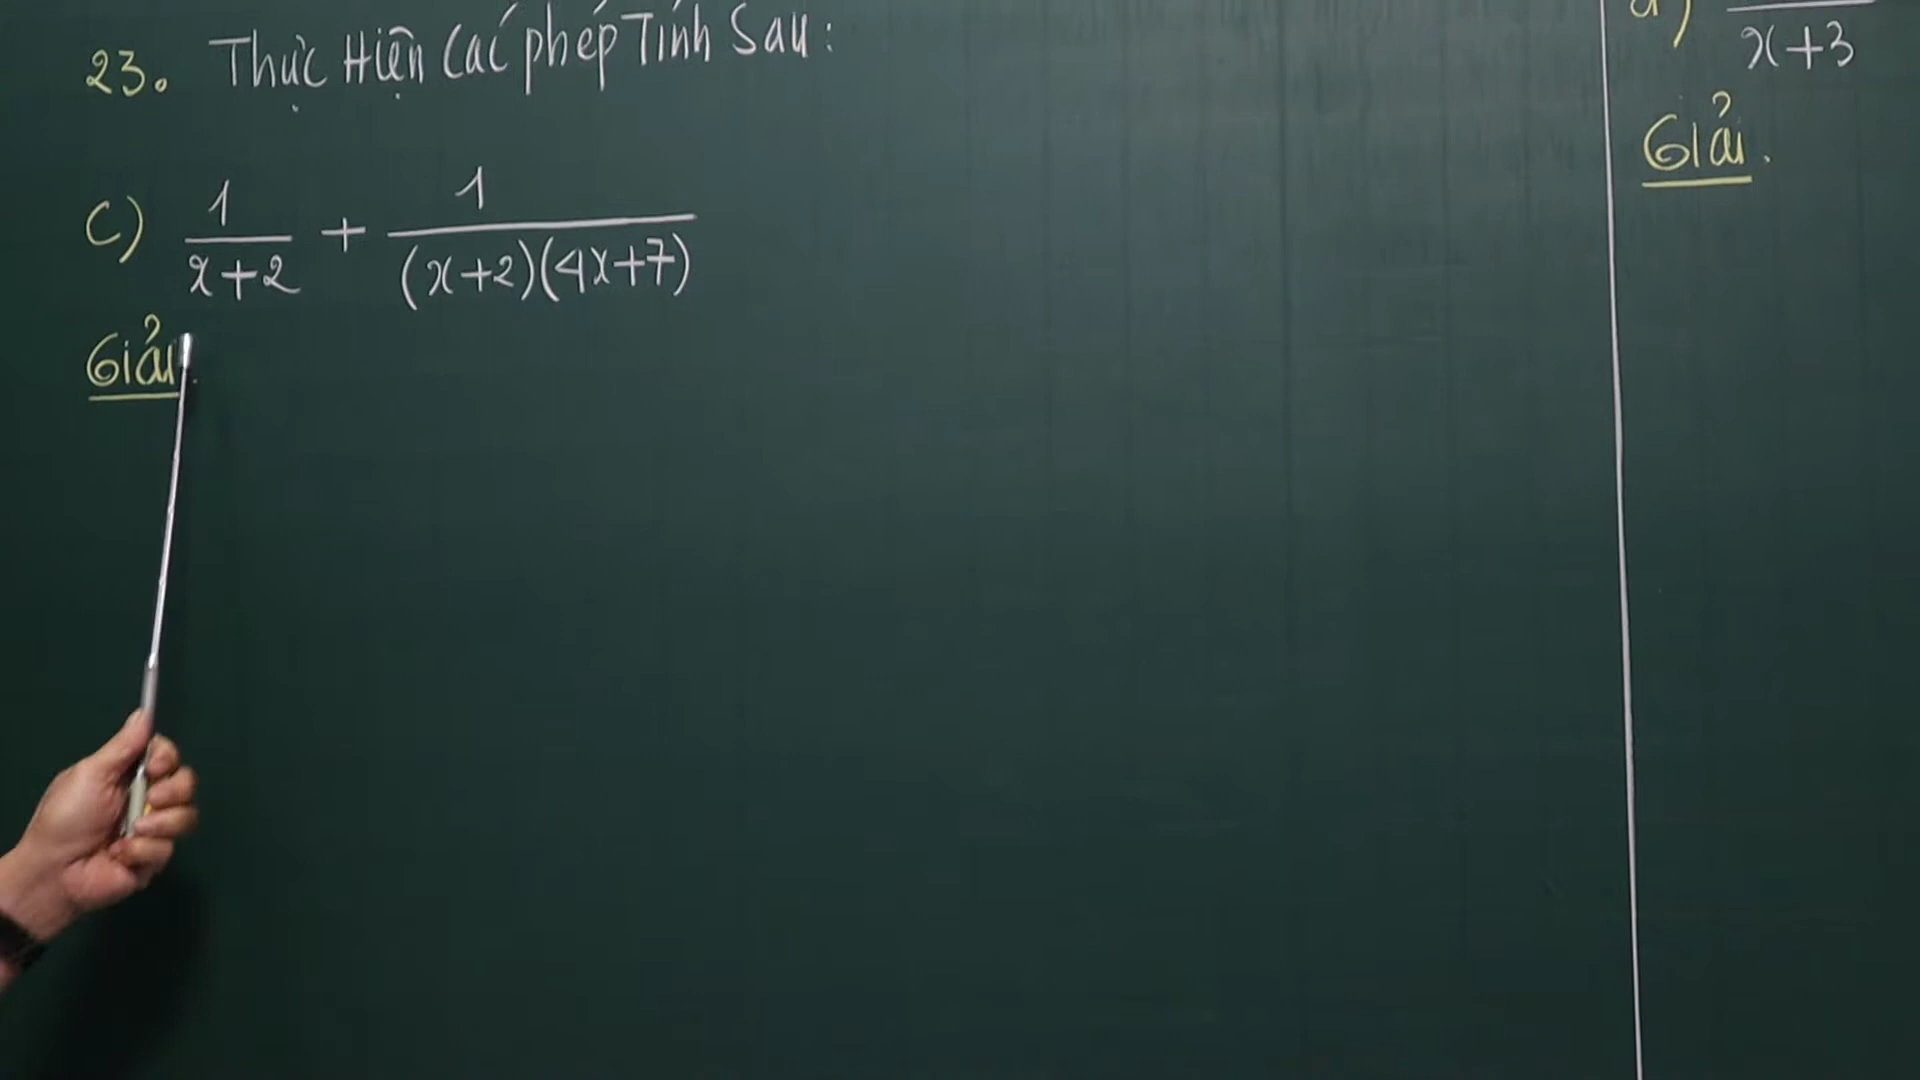 23. Thực Hiện Các phép Tính Sau:
c) 1/(x+2) + 1/((x+2)(4x+7))
Giải.
x+3
Giải.